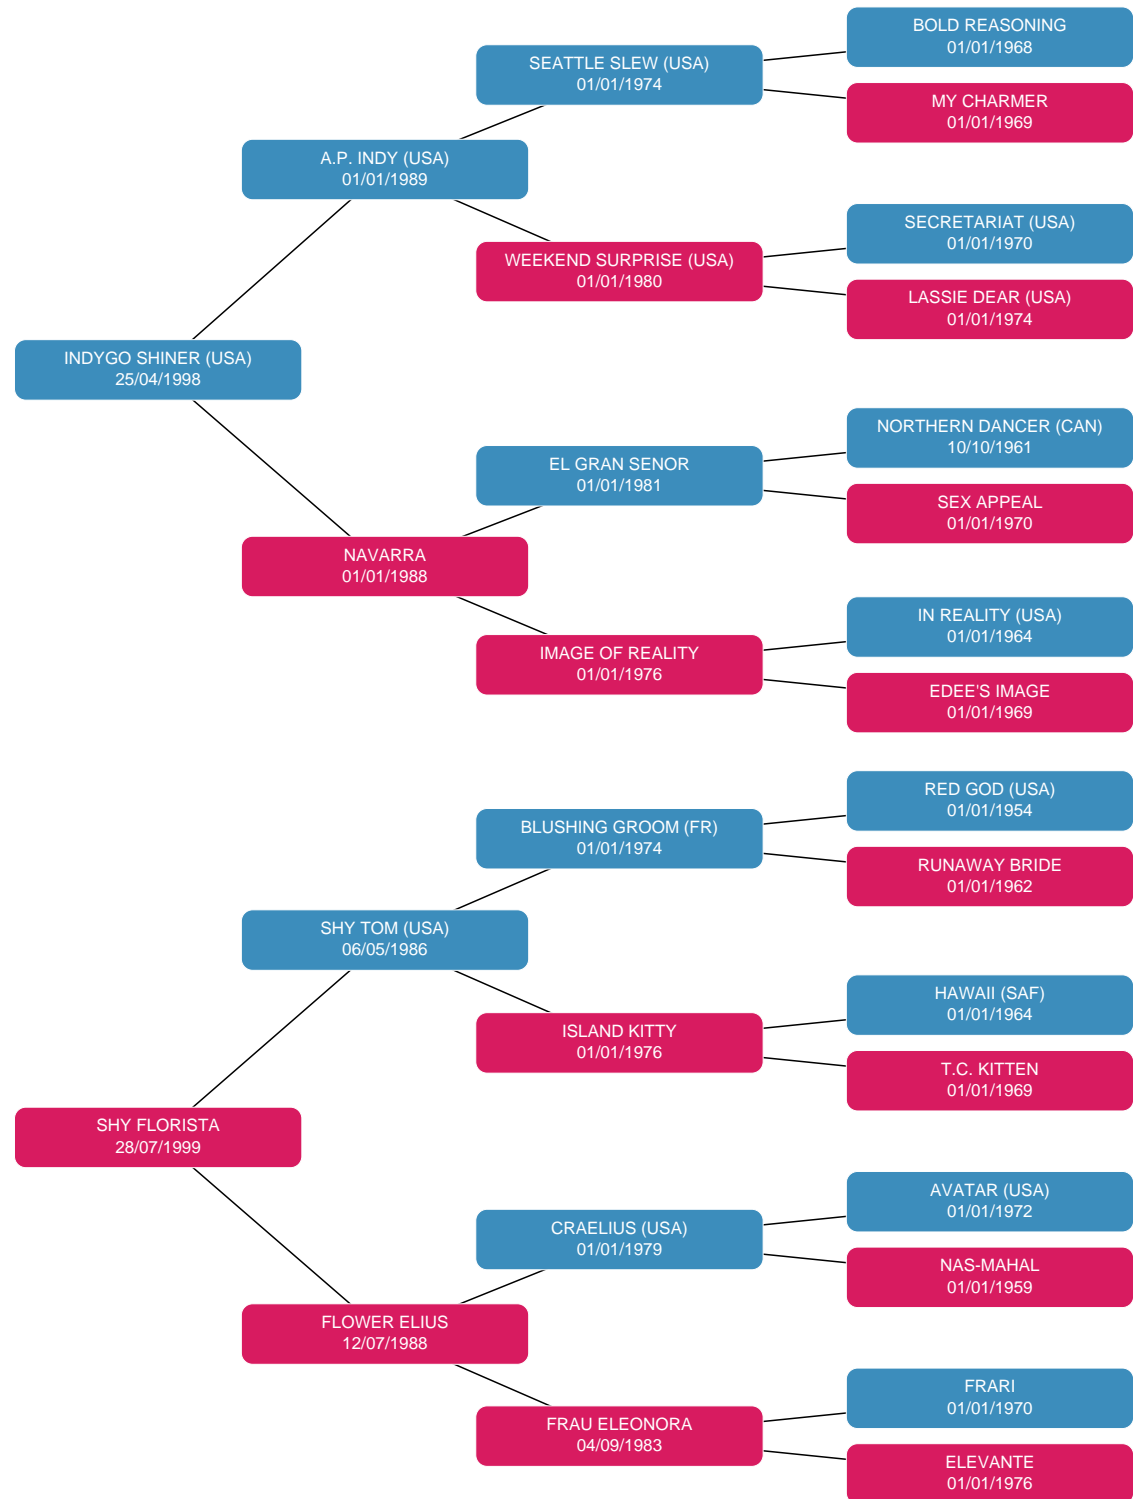 BOLD REASONING
01/01/1968
SEATTLE SLEW (USA)
01/01/1974
MY CHARMER
01/01/1969
A.P. INDY (USA)
01/01/1989
SECRETARIAT (USA)
01/01/1970
WEEKEND SURPRISE (USA)
01/01/1980
LASSIE DEAR (USA)
01/01/1974
INDYGO SHINER (USA)
25/04/1998
NORTHERN DANCER (CAN)
10/10/1961
EL GRAN SENOR
01/01/1981
SEX APPEAL
01/01/1970
NAVARRA
01/01/1988
IN REALITY (USA)
01/01/1964
IMAGE OF REALITY
01/01/1976
EDEE'S IMAGE
01/01/1969
RED GOD (USA)
01/01/1954
BLUSHING GROOM (FR)
01/01/1974
RUNAWAY BRIDE
01/01/1962
SHY TOM (USA)
06/05/1986
HAWAII (SAF)
01/01/1964
ISLAND KITTY
01/01/1976
T.C. KITTEN
01/01/1969
SHY FLORISTA
28/07/1999
AVATAR (USA)
01/01/1972
CRAELIUS (USA)
01/01/1979
NAS-MAHAL
01/01/1959
FLOWER ELIUS
12/07/1988
FRARI
01/01/1970
FRAU ELEONORA
04/09/1983
ELEVANTE
01/01/1976